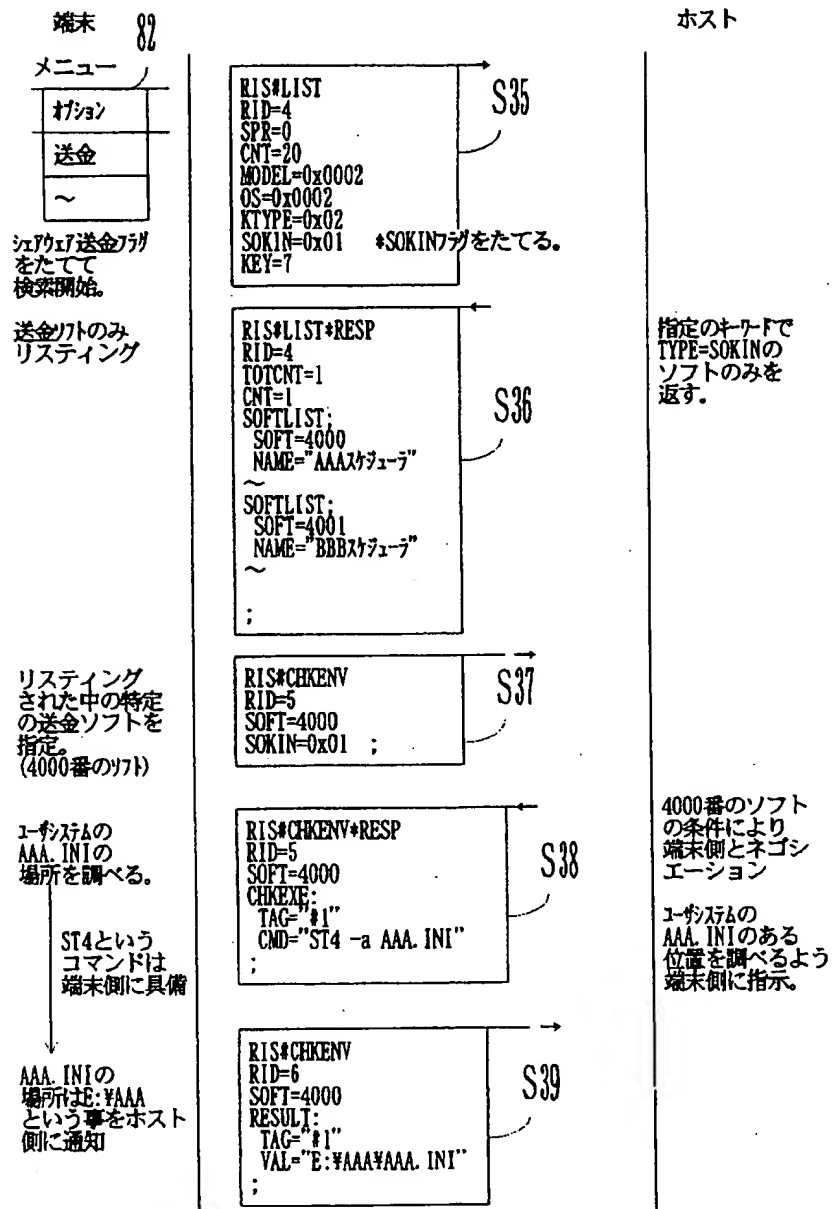 端末
82
ホスト
メニュー
オプション
送金
～
シェアウェア送金フラグ
をたてて
検索開始。
RIS#LIST
RID=4
SPR=0
CNT=20
MODEL=0x0002
OS=0x0002
KTYPE=0x02
SOKIN=0x01 *SOKINフラグをたてる。
KEY=7
S35
送金ソフトのみ
リスティング
RIS#LIST*RESP
RID=4
TOTCNT=1
CNT=1
SOFTLIST;
SOFT=4000
NAME="AAAスケジューラ"
～
SOFTLIST;
SOFT=4001
NAME="BBBスケジューラ"
～
;
S36
指定のキーワードで
TYPE=SOKINの
ソフトのみを
返す。
リスティング
された中の特定
の送金ソフトを
指定。
(4000番のソフト)
RIS#CHKENV
RID=5
SOFT=4000
SOKIN=0x01 ;
S37
ユーザシステムの
AAA.INIの
場所を調べる。
ST4という
コマンドは
端末側に具備
RIS#CHKENV*RESP
RID=5
SOFT=4000
CHKEXE:
TAG="#1"
CMD="ST4 -a AAA.INI"
;
S38
4000番のソフト
の条件により
端末側とネゴシ
エーション
ユーザシステムの
AAA.INIのある
位置を調べるよう
端末側に指示。
AAA.INIの
場所はE:¥AAA
という事をホスト
側に通知
RIS#CHKENV
RID=6
SOFT=4000
RESULT:
TAG="#1"
VAL="E:¥AAA¥AAA.INI"
;
S39